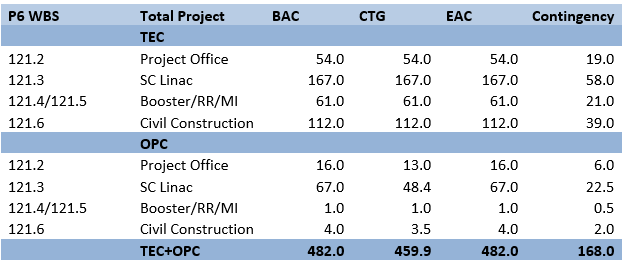 P6 WBS Total Project BAC CTG EAC Contingency
TEC
121.2 Project Office 54.0 54.0 54.0 19.0
121.3 SC Linac 167.0 167.0 167.0 58.0
121.4/121.5 Booster/RR/MI 61.0 61.0 61.0 21.0
121.6 Civil Construction 112.0 112.0 112.0 39.0
OPC
121.2 Project Office 16.0 13.0 16.0 6.0
121.3 SC Linac 67.0 48.4 67.0 22.5
121.4/121.5 Booster/RR/MI 1.0 1.0 1.0 0.5
121.6 Civil Construction 4.0 3.5 4.0 2.0
TEC+OPC 482.0 459.9 482.0 168.0